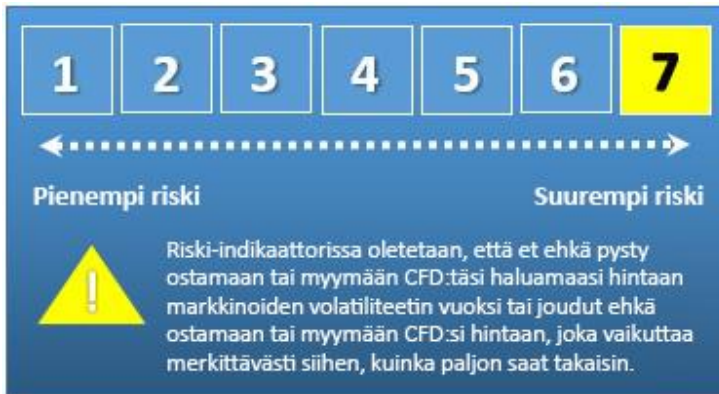 1 2 3 4 5 6 7
Pienempi riski Suurempi riski
!
Riski-indikaattorissa oletetaan, että et ehkä pysty
ostamaan tai myymään CFD:täsi haluamaasi hintaan
markkinoiden volatiliteetin vuoksi tai joudut ehkä
ostamaan tai myymään CFD:si hintaan, joka vaikuttaa
merkittävästi siihen, kuinka paljon saat takaisin.